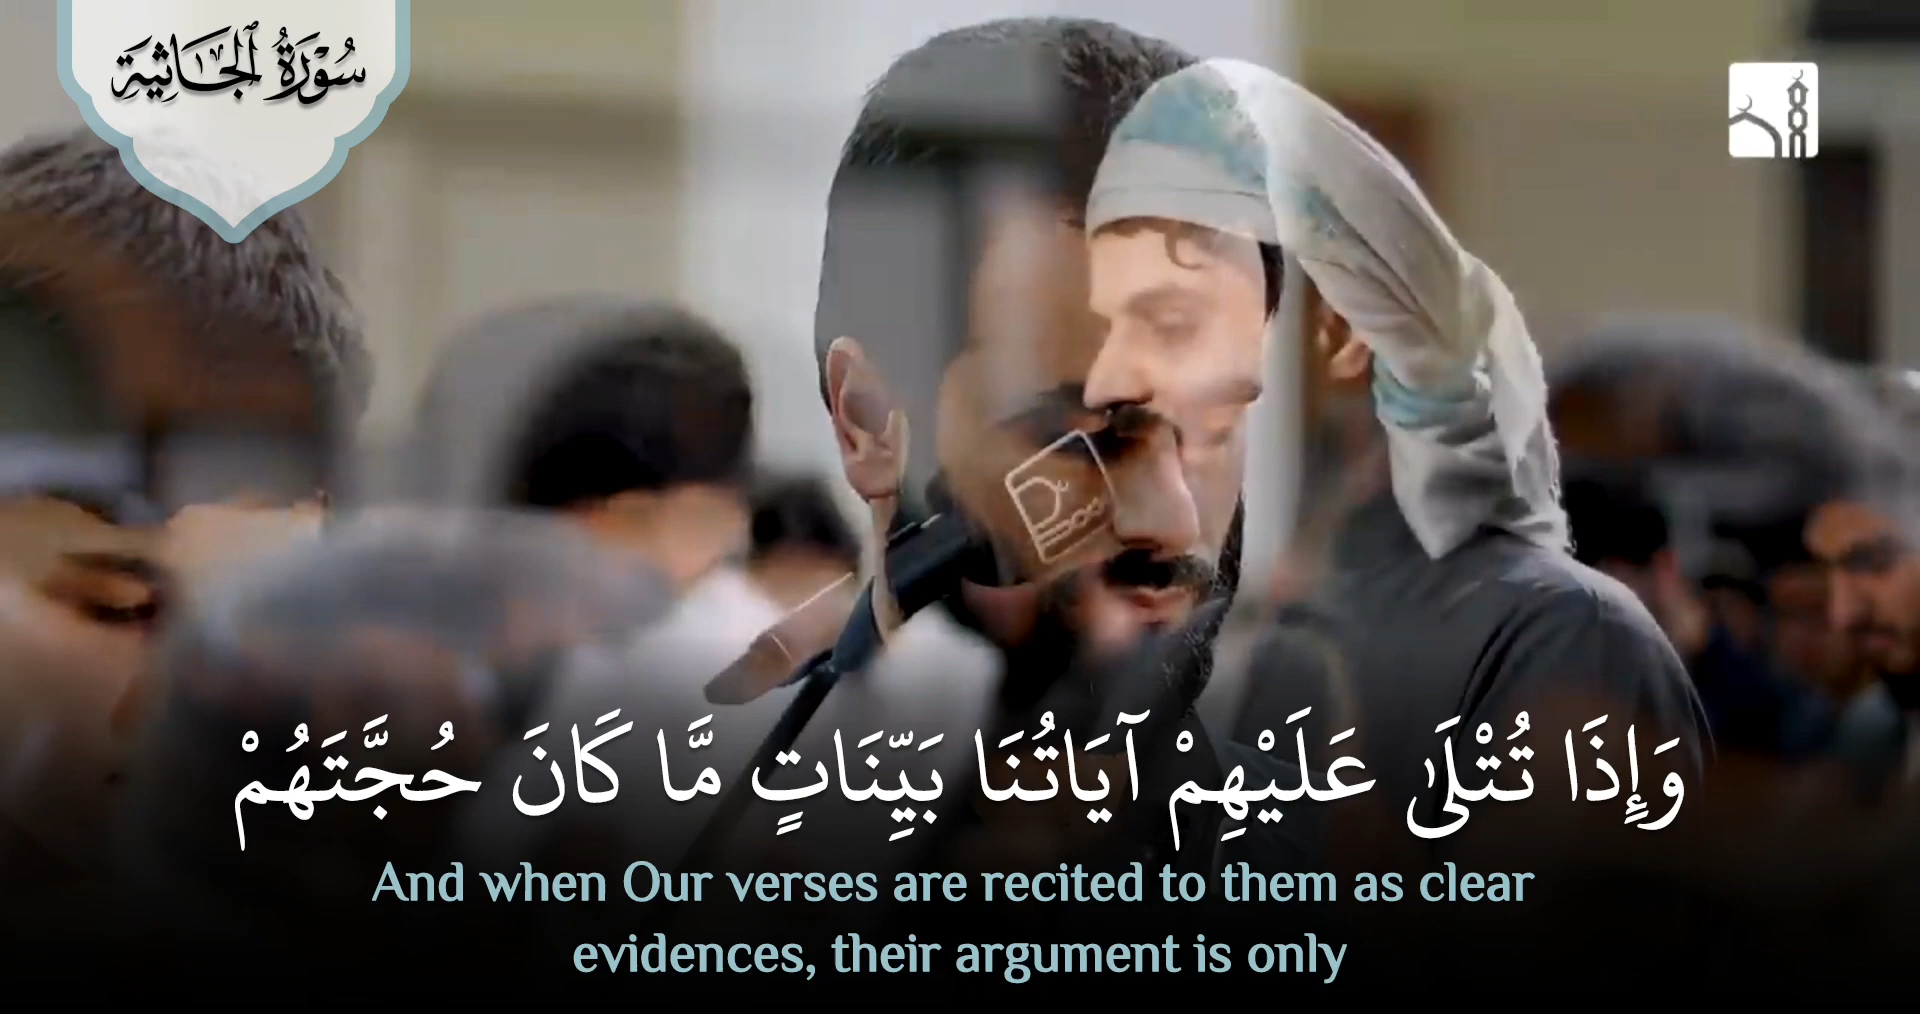 سُوْرَةُ الجَاثِيَة
وَإِذَا تُتْلَىٰ عَلَيْهِمْ آيَاتُنَا بَيِّنَاتٍ مَّا كَانَ حُجَّتَهُمْ
And when Our verses are recited to them as clear
evidences, their argument is only